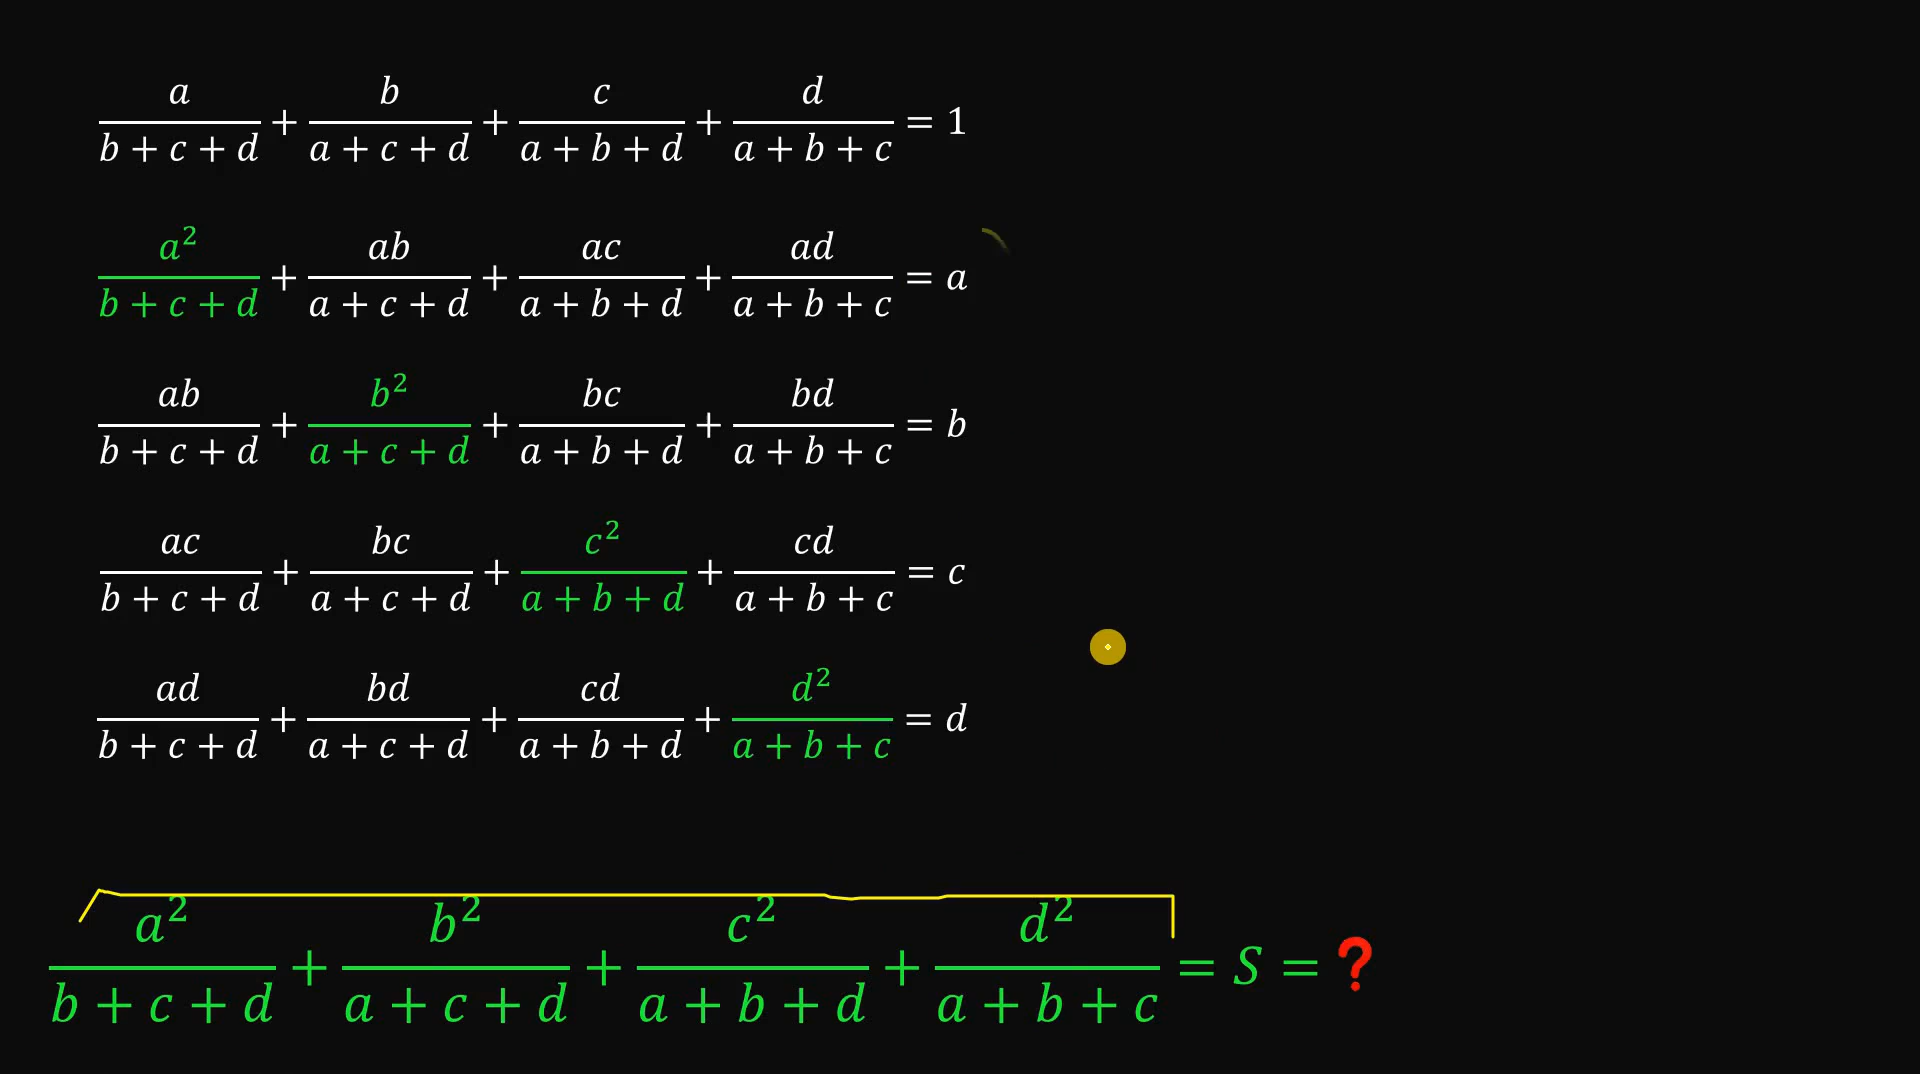 a/(b + c + d) + b/(a + c + d) + c/(a + b + d) + d/(a + b + c) = 1
a²/(b + c + d) + ab/(a + c + d) + ac/(a + b + d) + ad/(a + b + c) = a
ab/(b + c + d) + b²/(a + c + d) + bc/(a + b + d) + bd/(a + b + c) = b
ac/(b + c + d) + bc/(a + c + d) + c²/(a + b + d) + cd/(a + b + c) = c
ad/(b + c + d) + bd/(a + c + d) + cd/(a + b + d) + d²/(a + b + c) = d
a²/(b + c + d) + b²/(a + c + d) + c²/(a + b + d) + d²/(a + b + c) = S = ❓